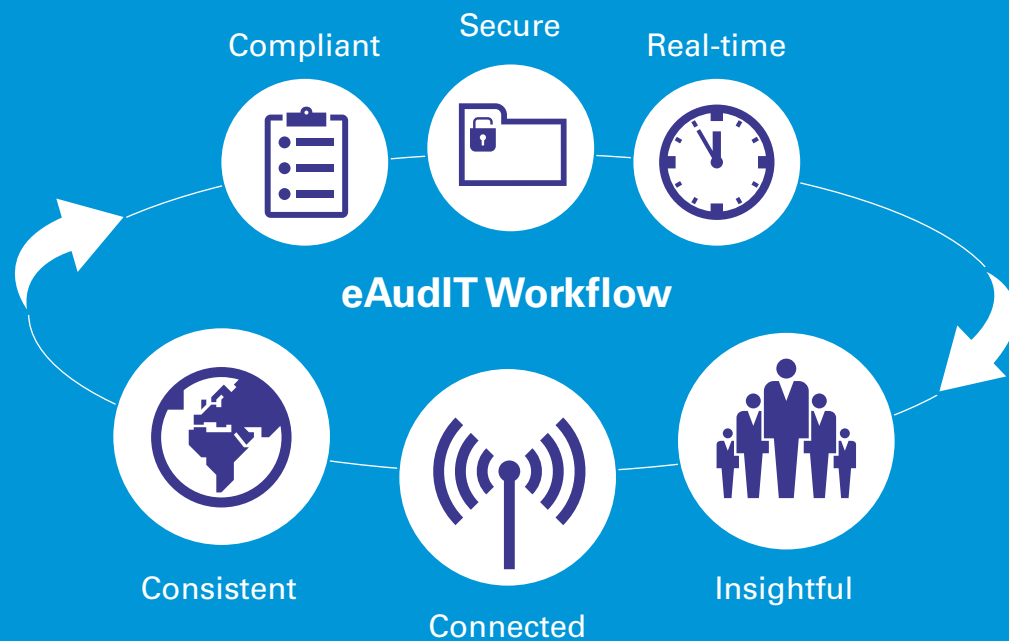 Compliant
Secure
Real-time
eAudIT Workflow
Consistent
Connected
Insightful